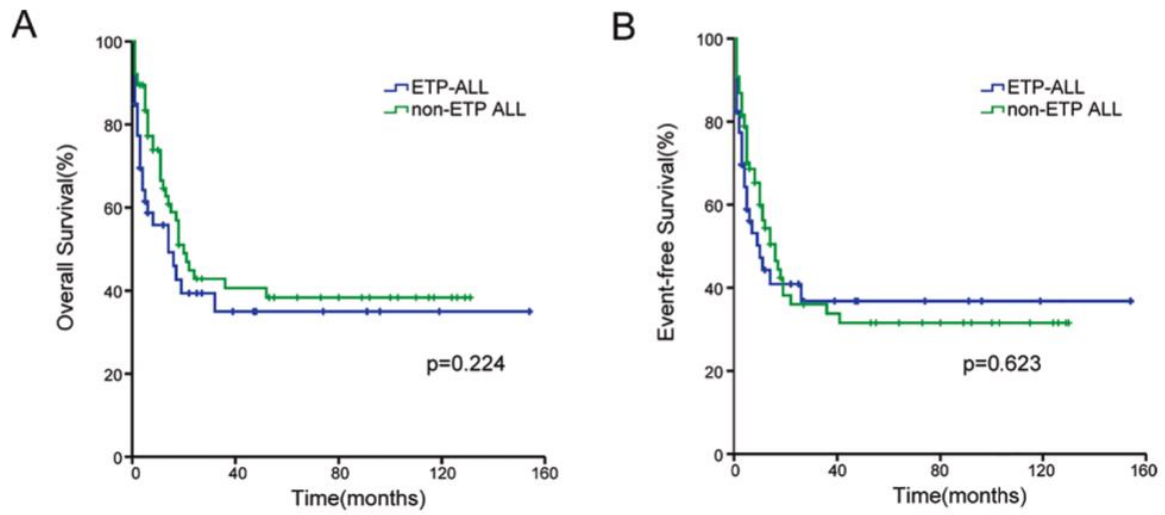 A
Overall Survival(%)
100
80
60
40
20
0
ETP-ALL
non-ETP ALL
p=0.224
0 40 80 120 160
Time(months)
B
Event-free Survival(%)
100
80
60
40
20
0
ETP-ALL
non-ETP ALL
p=0.623
0 40 80 120 160
Time(months)